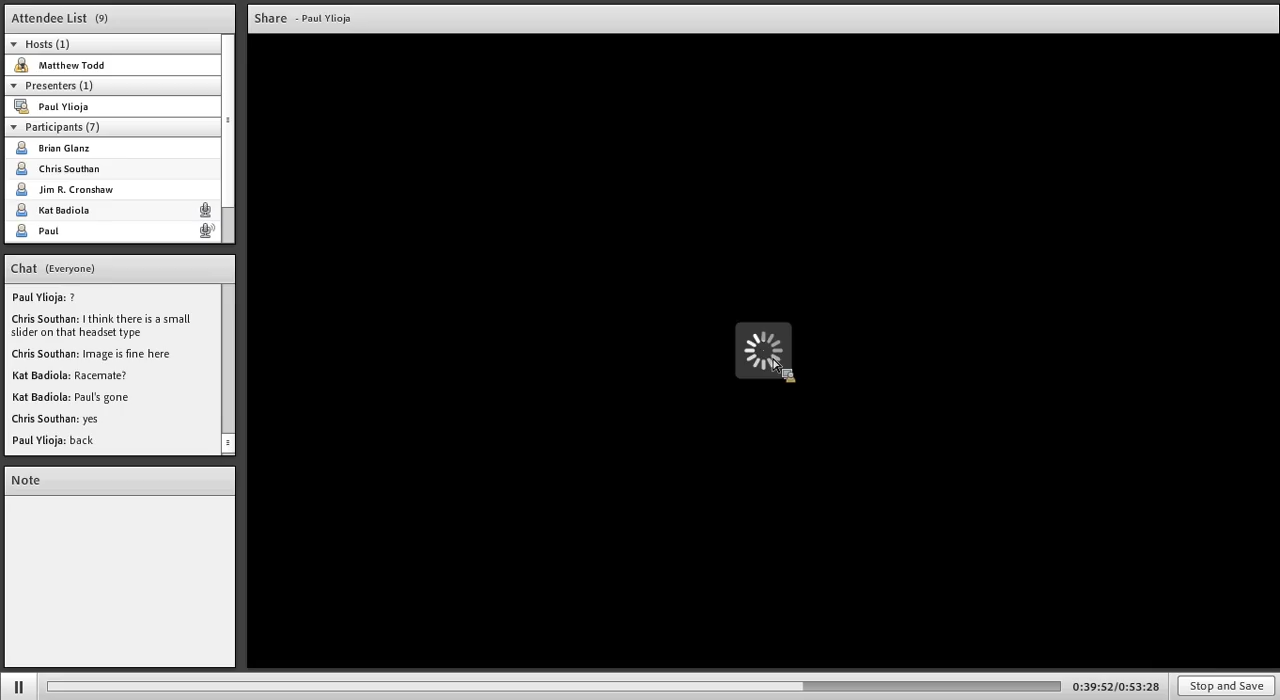 Attendee List (9)
Hosts (1)
Matthew Todd
Presenters (1)
Paul Ylioja
Participants (7)
Brian Glanz
Chris Southan
Jim R. Cronshaw
Kat Badiola
Paul
Chat (Everyone)
Paul Ylioja: ?
Chris Southan: I think there is a small
slider on that headset type
Chris Southan: Image is fine here
Kat Badiola: Racemate?
Kat Badiola: Paul's gone
Chris Southan: yes
Paul Ylioja: back
Note
Share - Paul Ylioja
0:39:52/0:53:28
Stop and Save